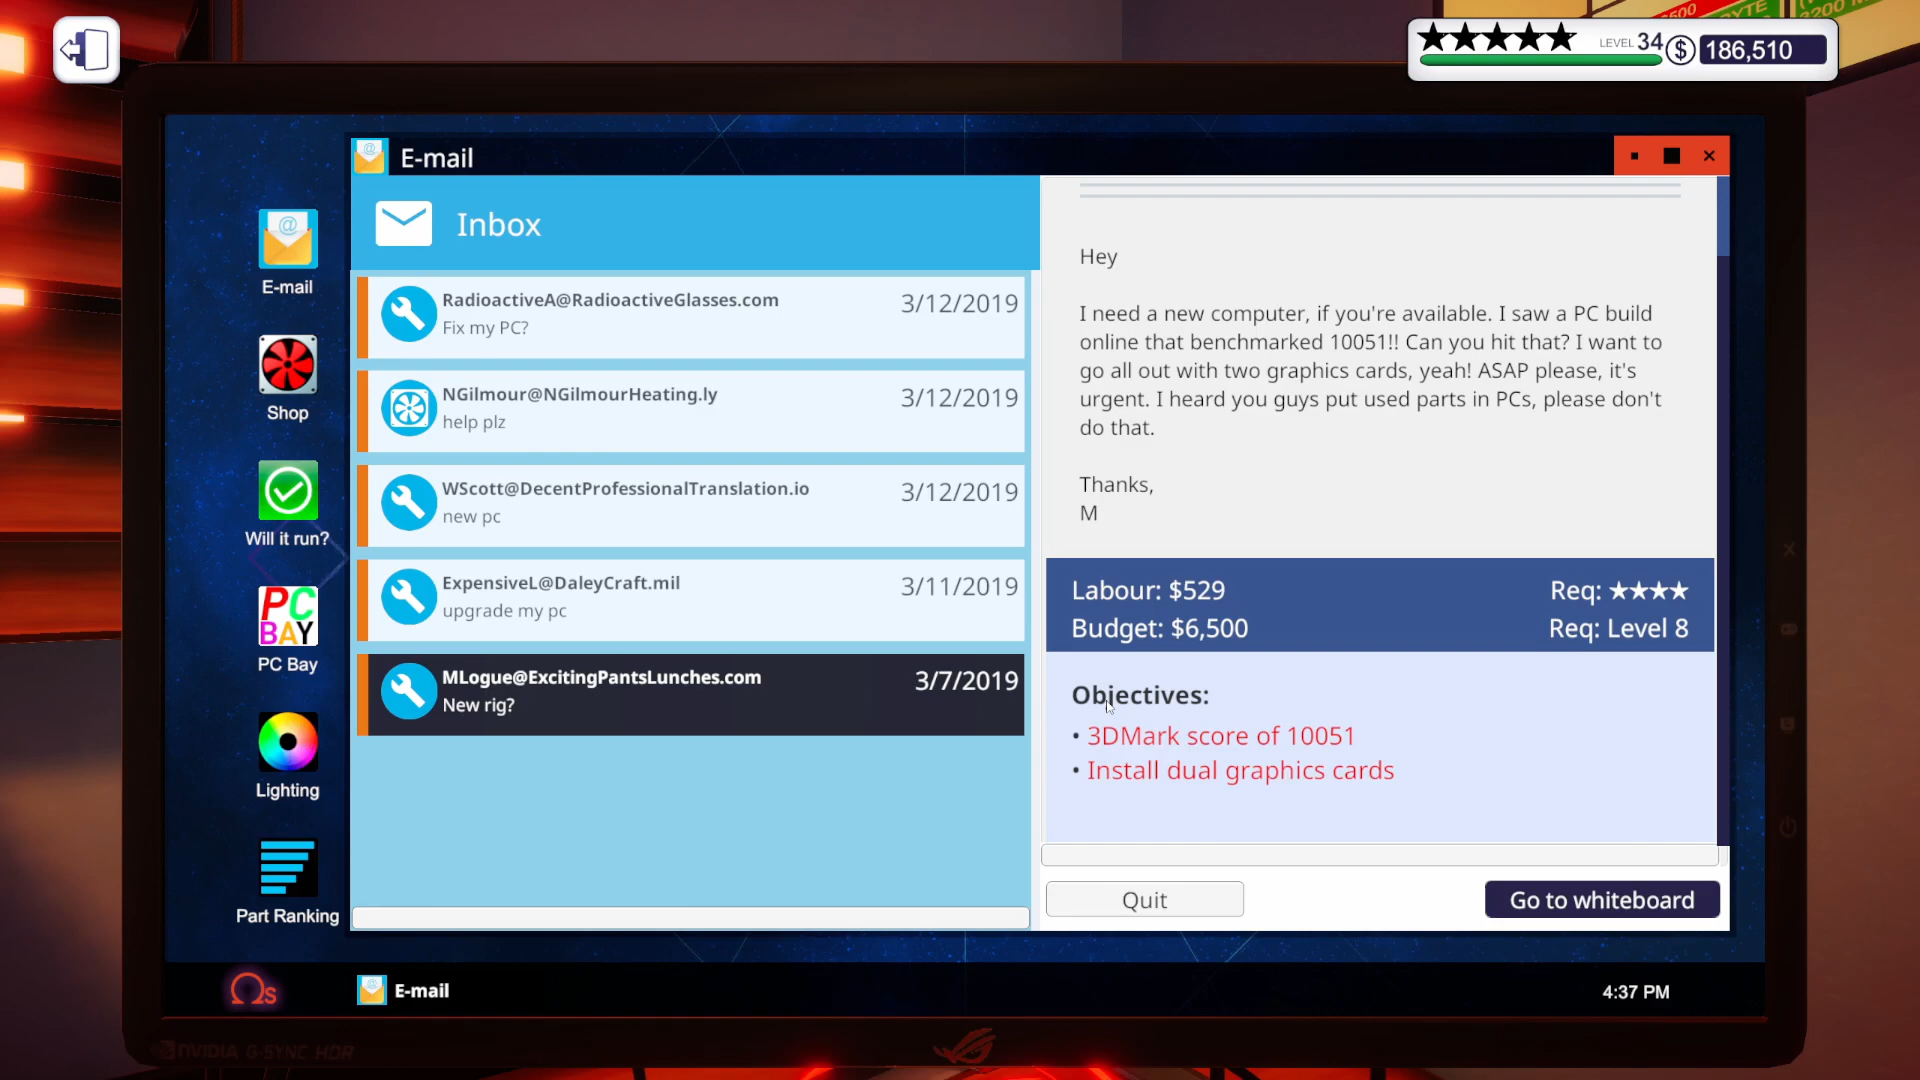 LEVEL 34 $ 186,510
E-mail
Inbox
RadioactiveA@RadioactiveGlasses.com 3/12/2019
Fix my PC?
NGilmour@NGilmourHeating.ly 3/12/2019
help plz
WScott@DecentProfessionalTranslation.io 3/12/2019
new pc
ExpensiveL@DaleyCraft.mil 3/11/2019
upgrade my pc
MLogue@ExcitingPantsLunches.com 3/7/2019
New rig?
E-mail
Shop
Will it run?
PC BAY
PC Bay
Lighting
Part Ranking
Hey
I need a new computer, if you're available. I saw a PC build
online that benchmarked 10051!! Can you hit that? I want to
go all out with two graphics cards, yeah! ASAP please, it's
urgent. I heard you guys put used parts in PCs, please don't
do that.
Thanks,
M
Labour: $529 Req: ★★★★
Budget: $6,500 Req: Level 8
Objectives:
• 3DMark score of 10051
• Install dual graphics cards
Quit
Go to whiteboard
Ωs
E-mail
4:37 PM
NVIDIA G-SYNC HDR